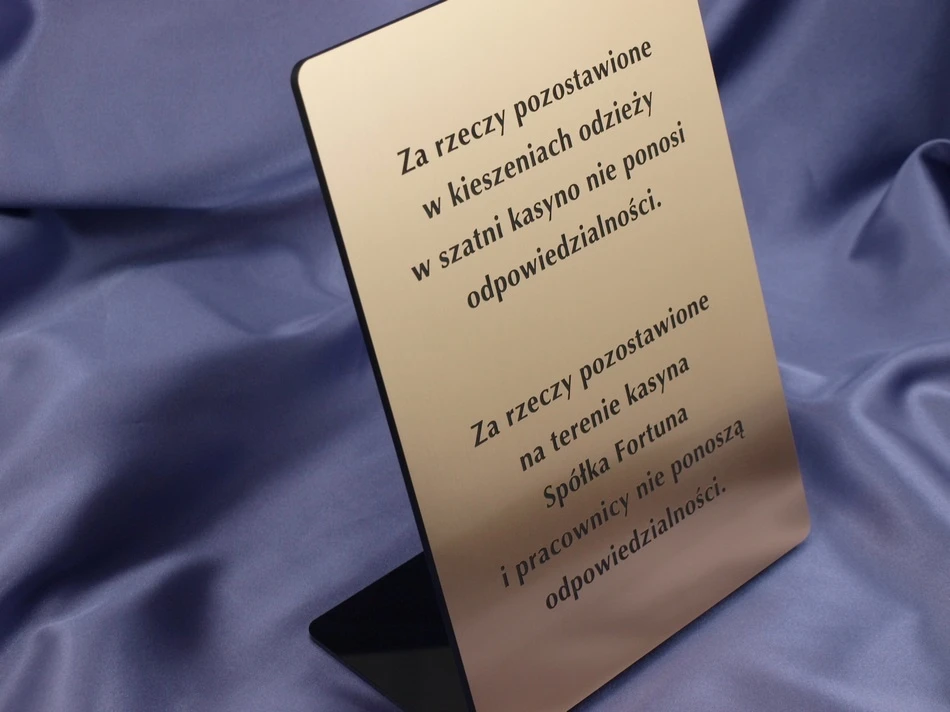 Za rzeczy pozostawione
w kieszeniach odzieży
w szatni kasyno nie ponosi
odpowiedzialności.
Za rzeczy pozostawione
na terenie kasyna
Spółka Fortuna
i pracownicy nie ponoszą
odpowiedzialności.